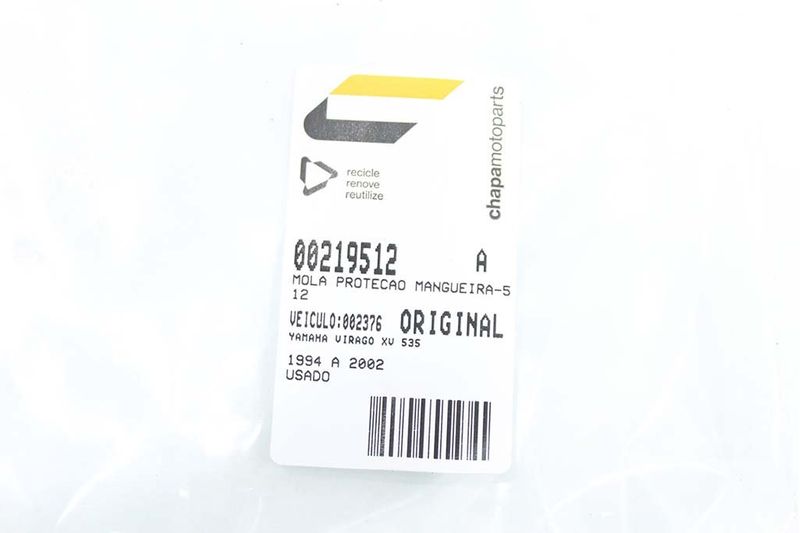 chapamotoparts
recicle
renove
reutilize
00219512 A
MOLA PROTECAO MANGUEIRA-5
12
VEICULO:002376 ORIGINAL
YAMAHA VIRAGO XV 535
1994 A 2002
USADO